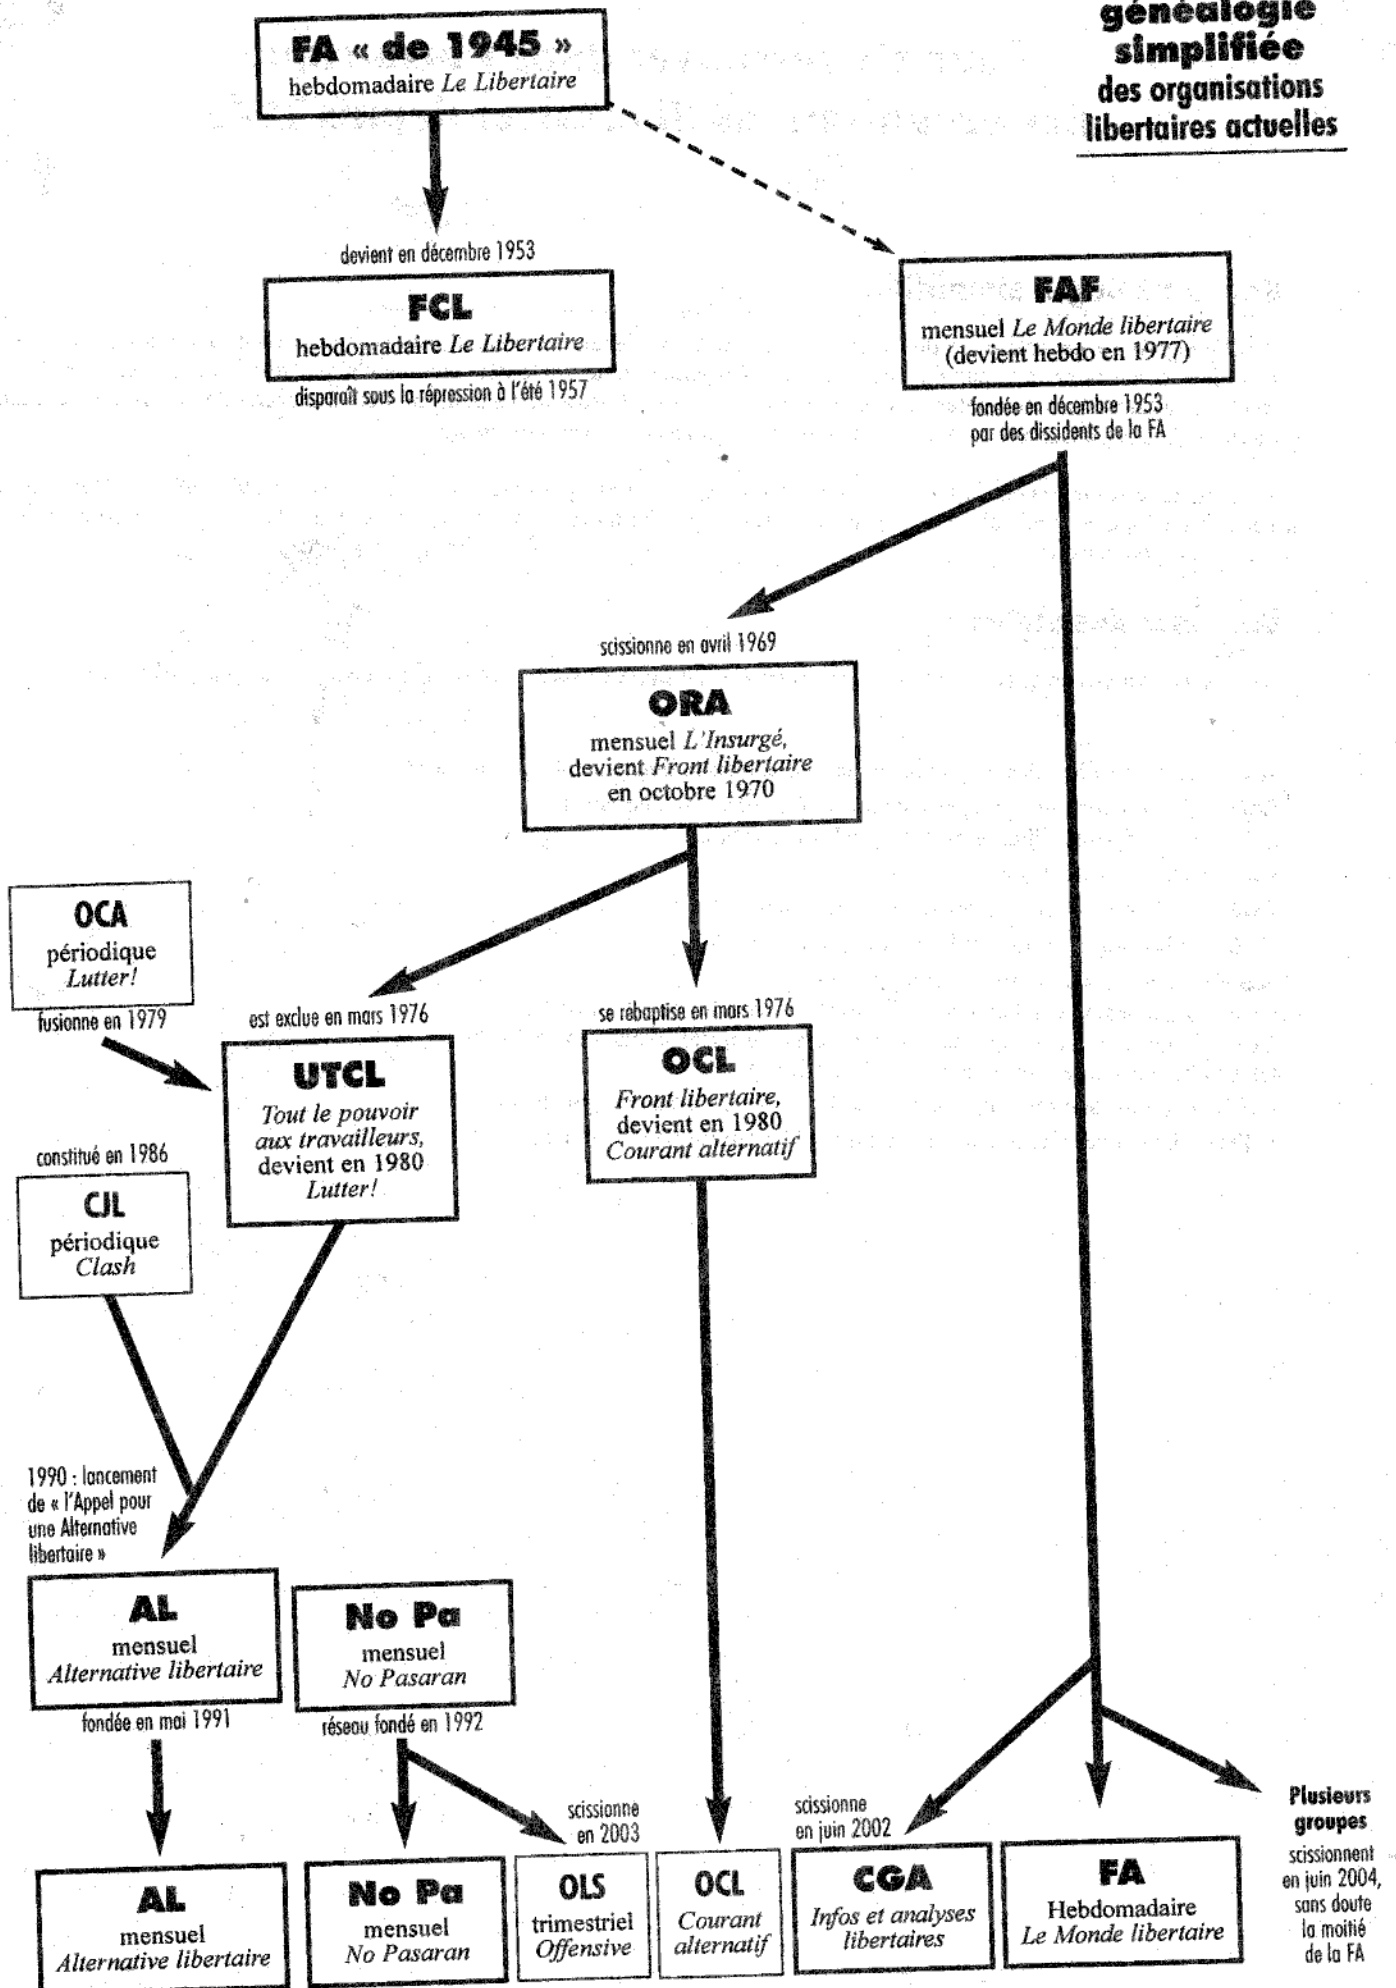 généalogie
simplifiée
des organisations
libertaires actuelles
FA « de 1945 »
hebdomadaire Le Libertaire
devient en décembre 1953
FCL
hebdomadaire Le Libertaire
disparaît sous la répression à l'été 1957
FAF
mensuel Le Monde libertaire
(devient hebdo en 1977)
fondée en décembre 1953
par des dissidents de la FA
scissionne en avril 1969
ORA
mensuel L'Insurgé,
devient Front libertaire
en octobre 1970
OCA
périodique
Lutter!
fusionne en 1979
est exclue en mars 1976
UTCL
Tout le pouvoir
aux travailleurs,
devient en 1980
Lutter!
se rebaptise en mars 1976
OCL
Front libertaire,
devient en 1980
Courant alternatif
constitué en 1986
CJL
périodique
Clash
1990 : lancement
de « l'Appel pour
une Alternative
libertaire »
AL
mensuel
Alternative libertaire
fondée en mai 1991
No Pa
mensuel
No Pasaran
réseau fondé en 1992
scissionne
en 2003
scissionne
en juin 2002
AL
mensuel
Alternative libertaire
No Pa
mensuel
No Pasaran
OLS
trimestriel
Offensive
OCL
Courant
alternatif
CGA
Infos et analyses
libertaires
FA
Hebdomadaire
Le Monde libertaire
Plusieurs
groupes
scissionnent
en juin 2004,
sans doute
la moitié
de la FA